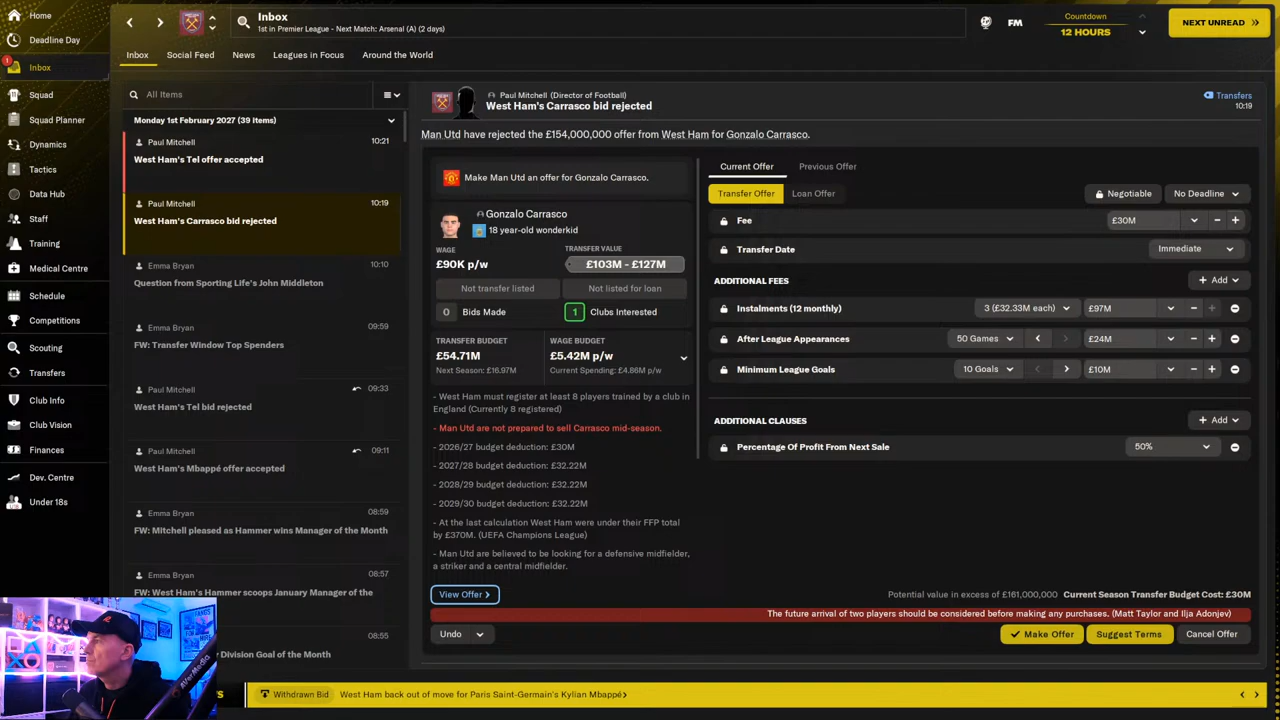 Home
Deadline Day
1
Inbox
Squad
Squad Planner
Dynamics
Tactics
Data Hub
Staff
Training
Medical Centre
Schedule
Competitions
Scouting
Transfers
Club Info
Club Vision
Finances
Dev. Centre
Under 18s
Inbox
1st in Premier League - Next Match: Arsenal (A) (2 days)
FM
Countdown
12 HOURS
NEXT UNREAD
Inbox
Social Feed
News
Leagues in Focus
Around the World
All Items
Monday 1st February 2027 (39 items)
Paul Mitchell
10:21
West Ham's Tel offer accepted
Paul Mitchell
10:19
West Ham's Carrasco bid rejected
Emma Bryan
10:10
Question from Sporting Life's John Middleton
Emma Bryan
09:59
FW: Transfer Window Top Spenders
Paul Mitchell
09:33
West Ham's Tel bid rejected
Paul Mitchell
09:11
West Ham's Mbappé offer accepted
Emma Bryan
08:59
FW: Mitchell pleased as Hammer wins Manager of the Month
Emma Bryan
08:57
FW: West Ham's Hammer scoops January Manager of the
08:55
Division Goal of the Month
Paul Mitchell (Director of Football)
West Ham's Carrasco bid rejected
Transfers
10:19
Man Utd have rejected the £154,000,000 offer from West Ham for Gonzalo Carrasco.
Make Man Utd an offer for Gonzalo Carrasco.
Gonzalo Carrasco
18 year-old wonderkid
WAGE
TRANSFER VALUE
£90K p/w
£103M - £127M
Not transfer listed
Not listed for loan
0 Bids Made
1 Clubs Interested
TRANSFER BUDGET
WAGE BUDGET
£54.71M
£5.42M p/w
Next Season: £16.97M
Current Spending: £4.86M p/w
- West Ham must register at least 8 players trained by a club in
England (Currently 8 registered)
- Man Utd are not prepared to sell Carrasco mid-season.
- 2026/27 budget deduction: £30M
- 2027/28 budget deduction: £32.22M
- 2028/29 budget deduction: £32.22M
- 2029/30 budget deduction: £32.22M
- At the last calculation West Ham were under their FFP total
by £370M. (UEFA Champions League)
- Man Utd are believed to be looking for a defensive midfielder,
a striker and a central midfielder.
View Offer
Current Offer
Previous Offer
Transfer Offer
Loan Offer
Negotiable
No Deadline
Fee
£30M
Transfer Date
Immediate
ADDITIONAL FEES
Add
Instalments (12 monthly)
3 (£32.33M each)
£97M
After League Appearances
50 Games
£24M
Minimum League Goals
10 Goals
£10M
ADDITIONAL CLAUSES
Add
Percentage Of Profit From Next Sale
50%
Potential value in excess of £161,000,000 Current Season Transfer Budget Cost: £30M
The future arrival of two players should be considered before making any purchases. (Matt Taylor and Ilja Adonjev)
Undo
Make Offer
Suggest Terms
Cancel Offer
Withdrawn Bid
West Ham back out of move for Paris Saint-Germain's Kylian Mbappé